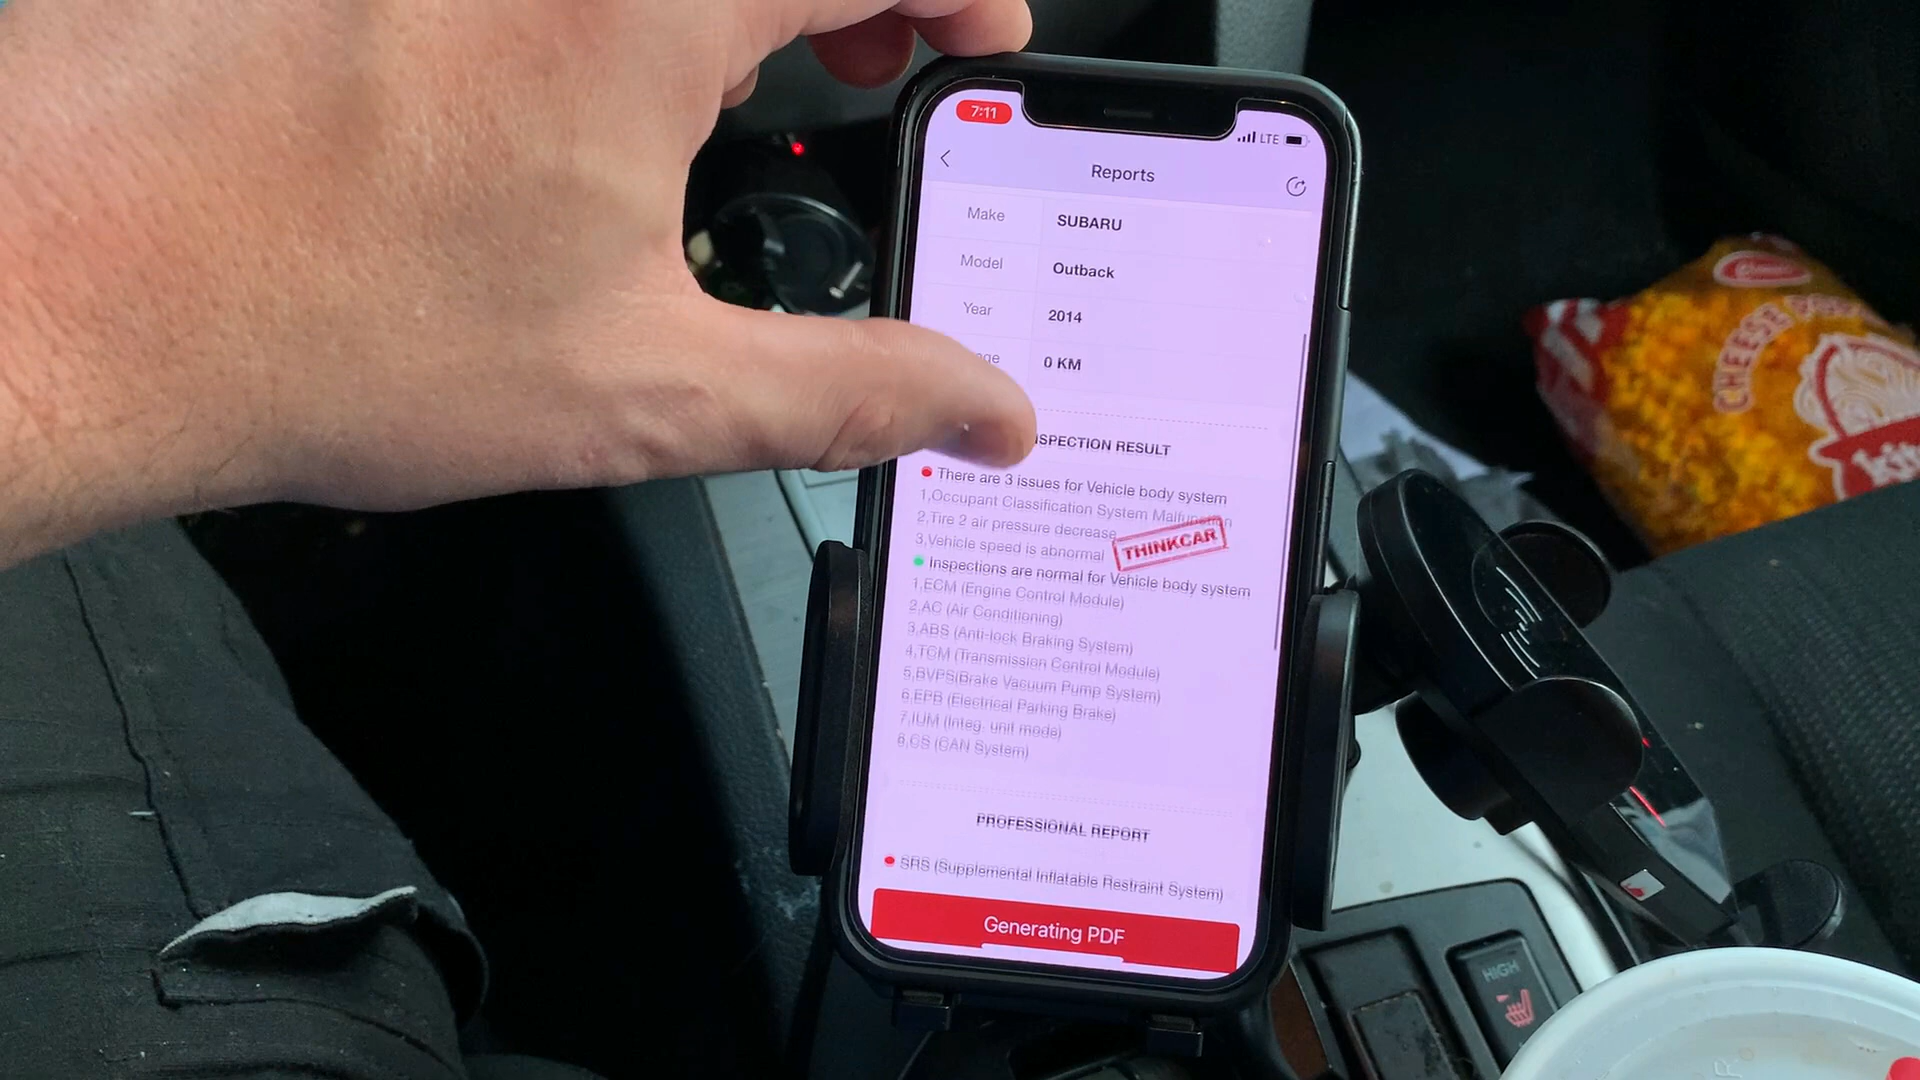 7:11
LTE
Reports
Make SUBARU
Model Outback
Year 2014
0 KM
INSPECTION RESULT
There are 3 issues for Vehicle body system
1,Occupant Classification System Malfunction
2,Tire 2 air pressure decrease
3,Vehicle speed is abnormal
THINKCAR
Inspections are normal for Vehicle body system
1,ECM (Engine Control Module)
2,AC (Air Conditioning)
3,ABS (Anti-lock Braking System)
4,TCM (Transmission Control Module)
5,BVPS(Brake Vacuum Pump System)
6,EPB (Electrical Parking Brake)
7,IUM (Integ. unit mode)
8,CS (CAN System)
PROFESSIONAL REPORT
SRS (Supplemental Inflatable Restraint System)
Generating PDF
CHEESE
HIGH